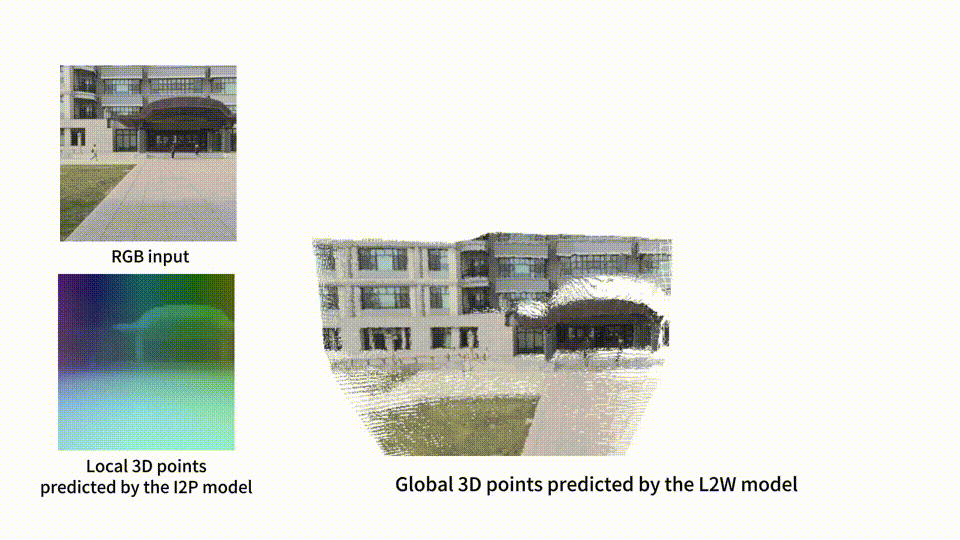 RGB input
Local 3D points
predicted by the I2P model
Global 3D points predicted by the L2W model